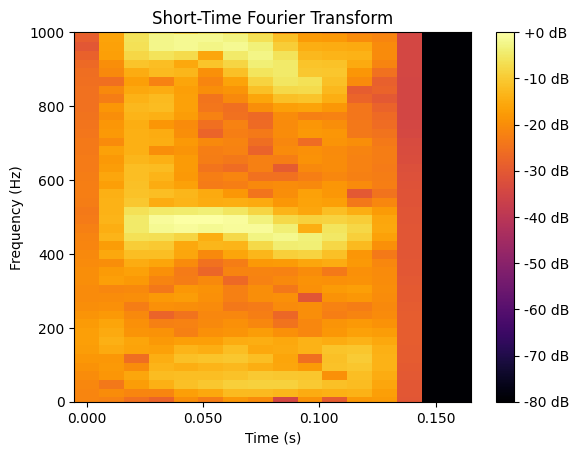 Short-Time Fourier Transform
Frequency (Hz)
1000
800
600
400
200
0
0.000
0.050
0.100
0.150
Time (s)
+0 dB
-10 dB
-20 dB
-30 dB
-40 dB
-50 dB
-60 dB
-70 dB
-80 dB